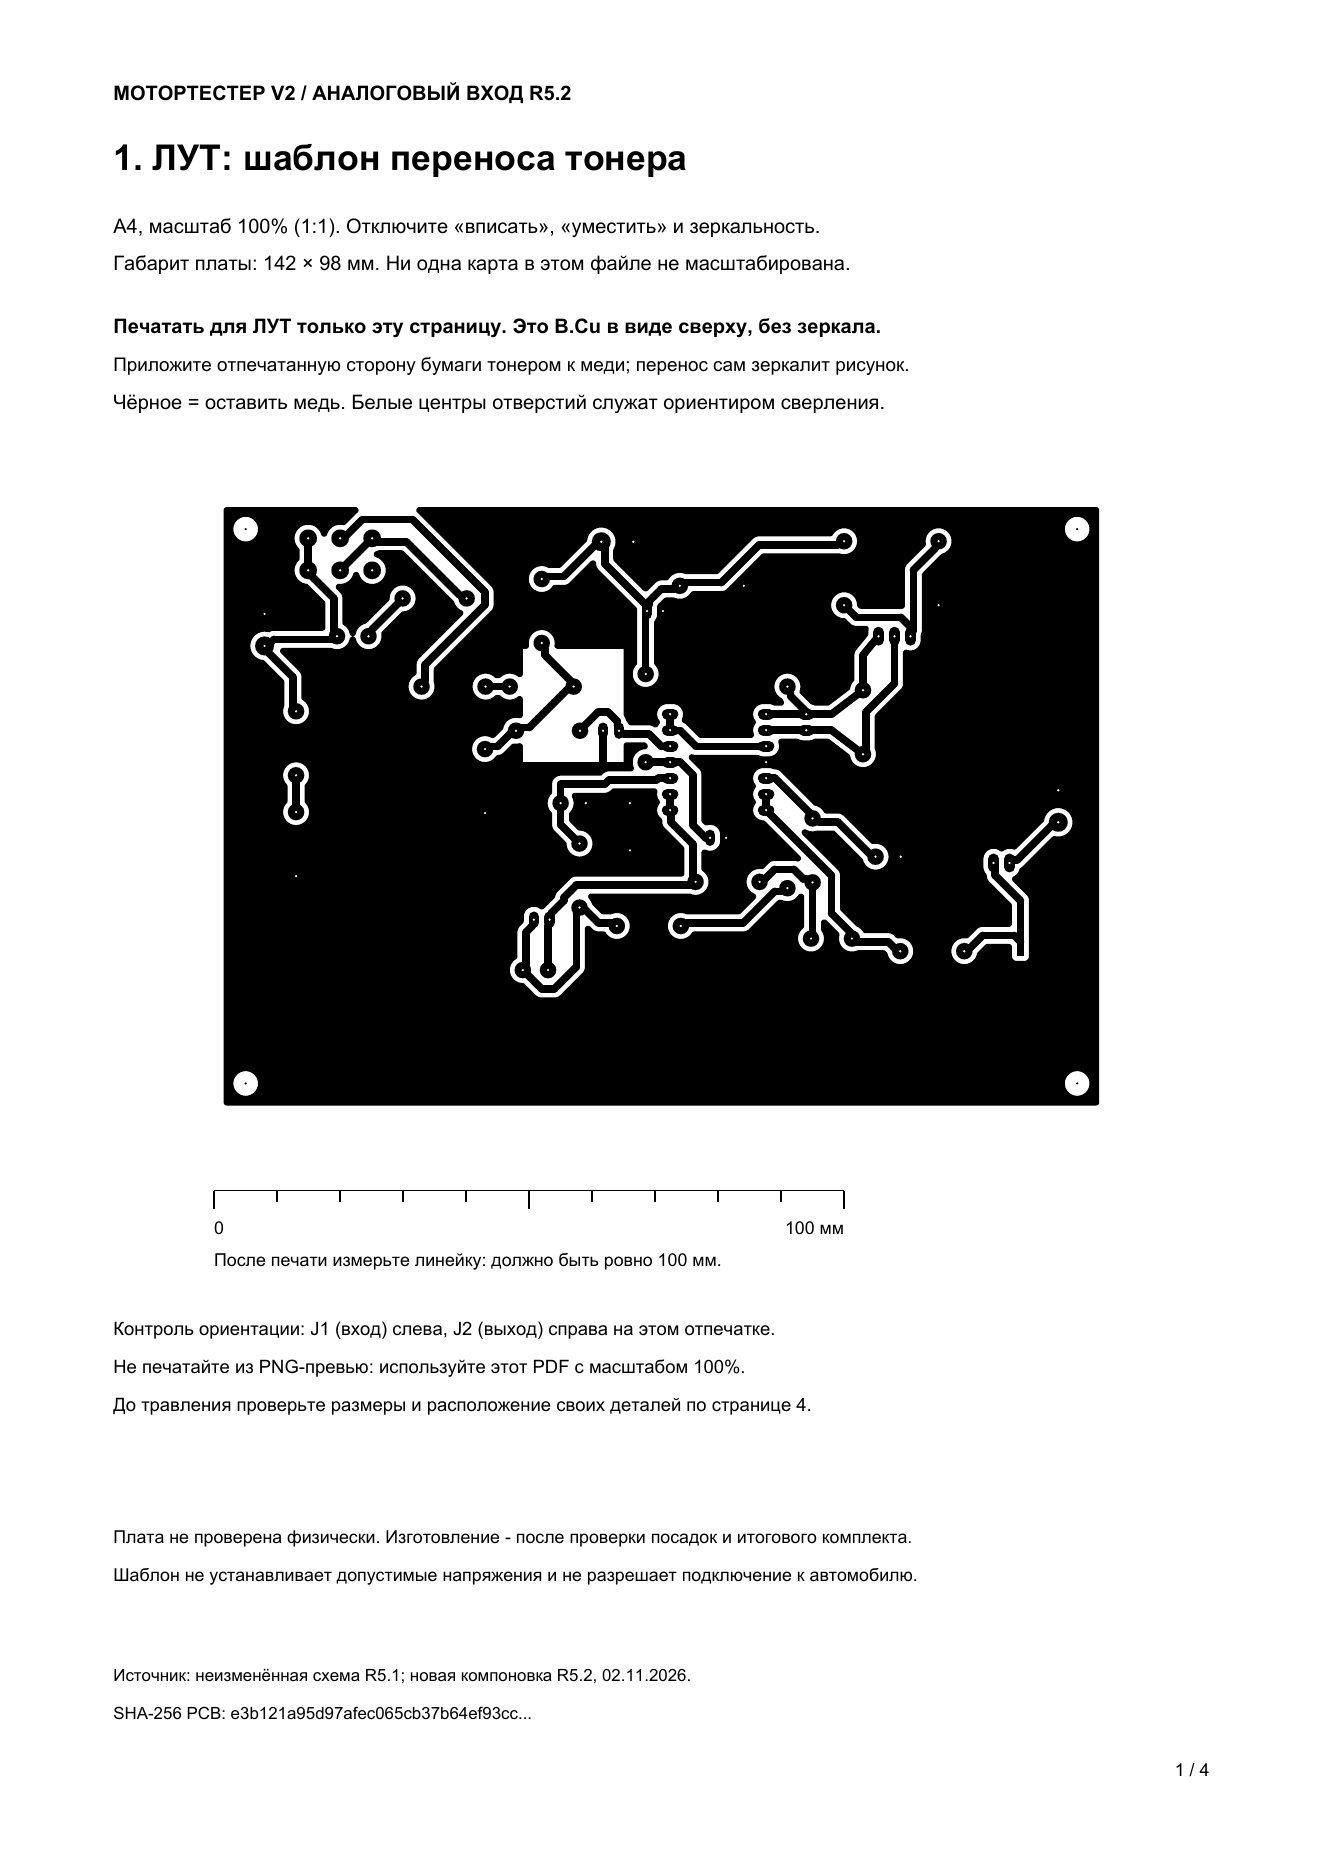 МОТОРТЕСТЕР V2 / АНАЛОГОВЫЙ ВХОД R5.2
1. ЛУТ: шаблон переноса тонера
A4, масштаб 100% (1:1). Отключите «вписать», «уместить» и зеркальность.
Габарит платы: 142 × 98 мм. Ни одна карта в этом файле не масштабирована.
Печатать для ЛУТ только эту страницу. Это B.Cu в виде сверху, без зеркала.
Приложите отпечатанную сторону бумаги тонером к меди; перенос сам зеркалит рисунок.
Чёрное = оставить медь. Белые центры отверстий служат ориентиром сверления.
0
100 мм
После печати измерьте линейку: должно быть ровно 100 мм.
Контроль ориентации: J1 (вход) слева, J2 (выход) справа на этом отпечатке.
Не печатайте из PNG-превью: используйте этот PDF с масштабом 100%.
До травления проверьте размеры и расположение своих деталей по странице 4.
Плата не проверена физически. Изготовление - после проверки посадок и итогового комплекта.
Шаблон не устанавливает допустимые напряжения и не разрешает подключение к автомобилю.
Источник: неизменённая схема R5.1; новая компоновка R5.2, 02.11.2026.
SHA-256 PCB: e3b121a95d97afec065cb37b64ef93cc...
1 / 4